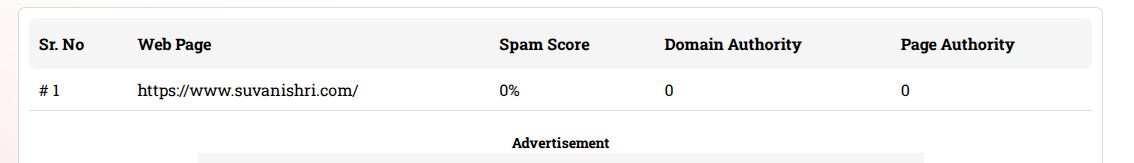 Sr. No Web Page Spam Score Domain Authority Page Authority
# 1 https://www.suvanishri.com/ 0% 0 0
Advertisement